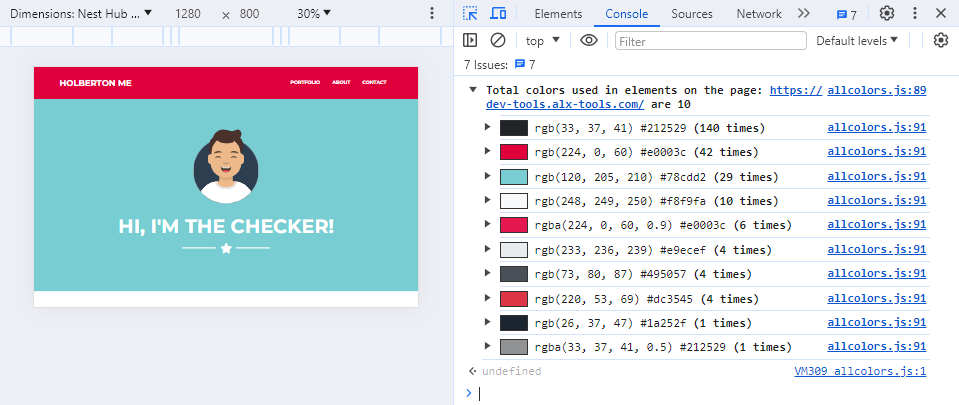 Dimensions: Nest Hub ... ▼ 1280 × 800 30% ▼
Elements Console Sources Network 7
top ▼ Filter Default levels ▼
7 Issues: 7
HOLBERTON ME PORTFOLIO ABOUT CONTACT
HI, I'M THE CHECKER!
Total colors used in elements on the page: https:// allcolors.js:89
dev-tools.alx-tools.com/ are 10
rgb(33, 37, 41) #212529 (140 times) allcolors.js:91
rgb(224, 0, 60) #e0003c (42 times) allcolors.js:91
rgb(120, 205, 210) #78cdd2 (29 times) allcolors.js:91
rgb(248, 249, 250) #f8f9fa (10 times) allcolors.js:91
rgba(224, 0, 60, 0.9) #e0003c (6 times) allcolors.js:91
rgb(233, 236, 239) #e9ecef (4 times) allcolors.js:91
rgb(73, 80, 87) #495057 (4 times) allcolors.js:91
rgb(220, 53, 69) #dc3545 (4 times) allcolors.js:91
rgb(26, 37, 47) #1a252f (1 times) allcolors.js:91
rgba(33, 37, 41, 0.5) #212529 (1 times) allcolors.js:91
undefined VM309 allcolors.js:1